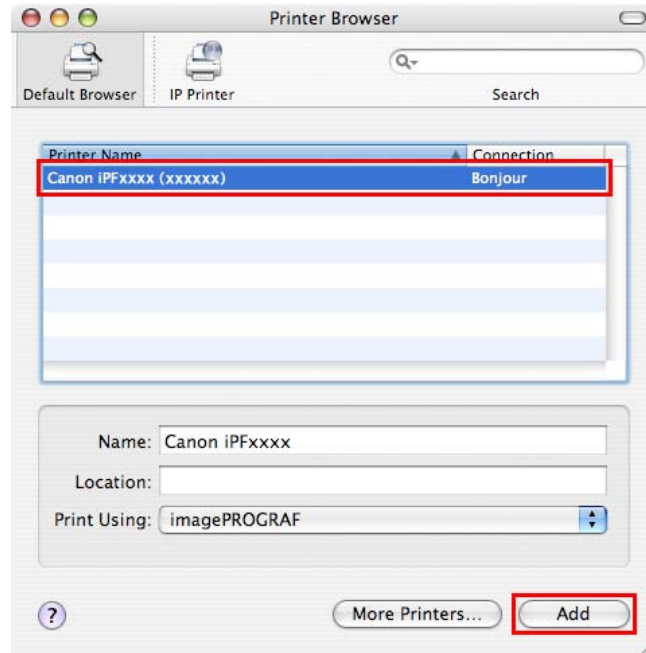 Printer Browser
Default Browser
IP Printer
Q
Search
Printer Name Connection
Canon iPFxxxx (xxxxxx) Bonjour
Name: Canon iPFxxxx
Location:
Print Using: imagePROGRAF
? More Printers... Add